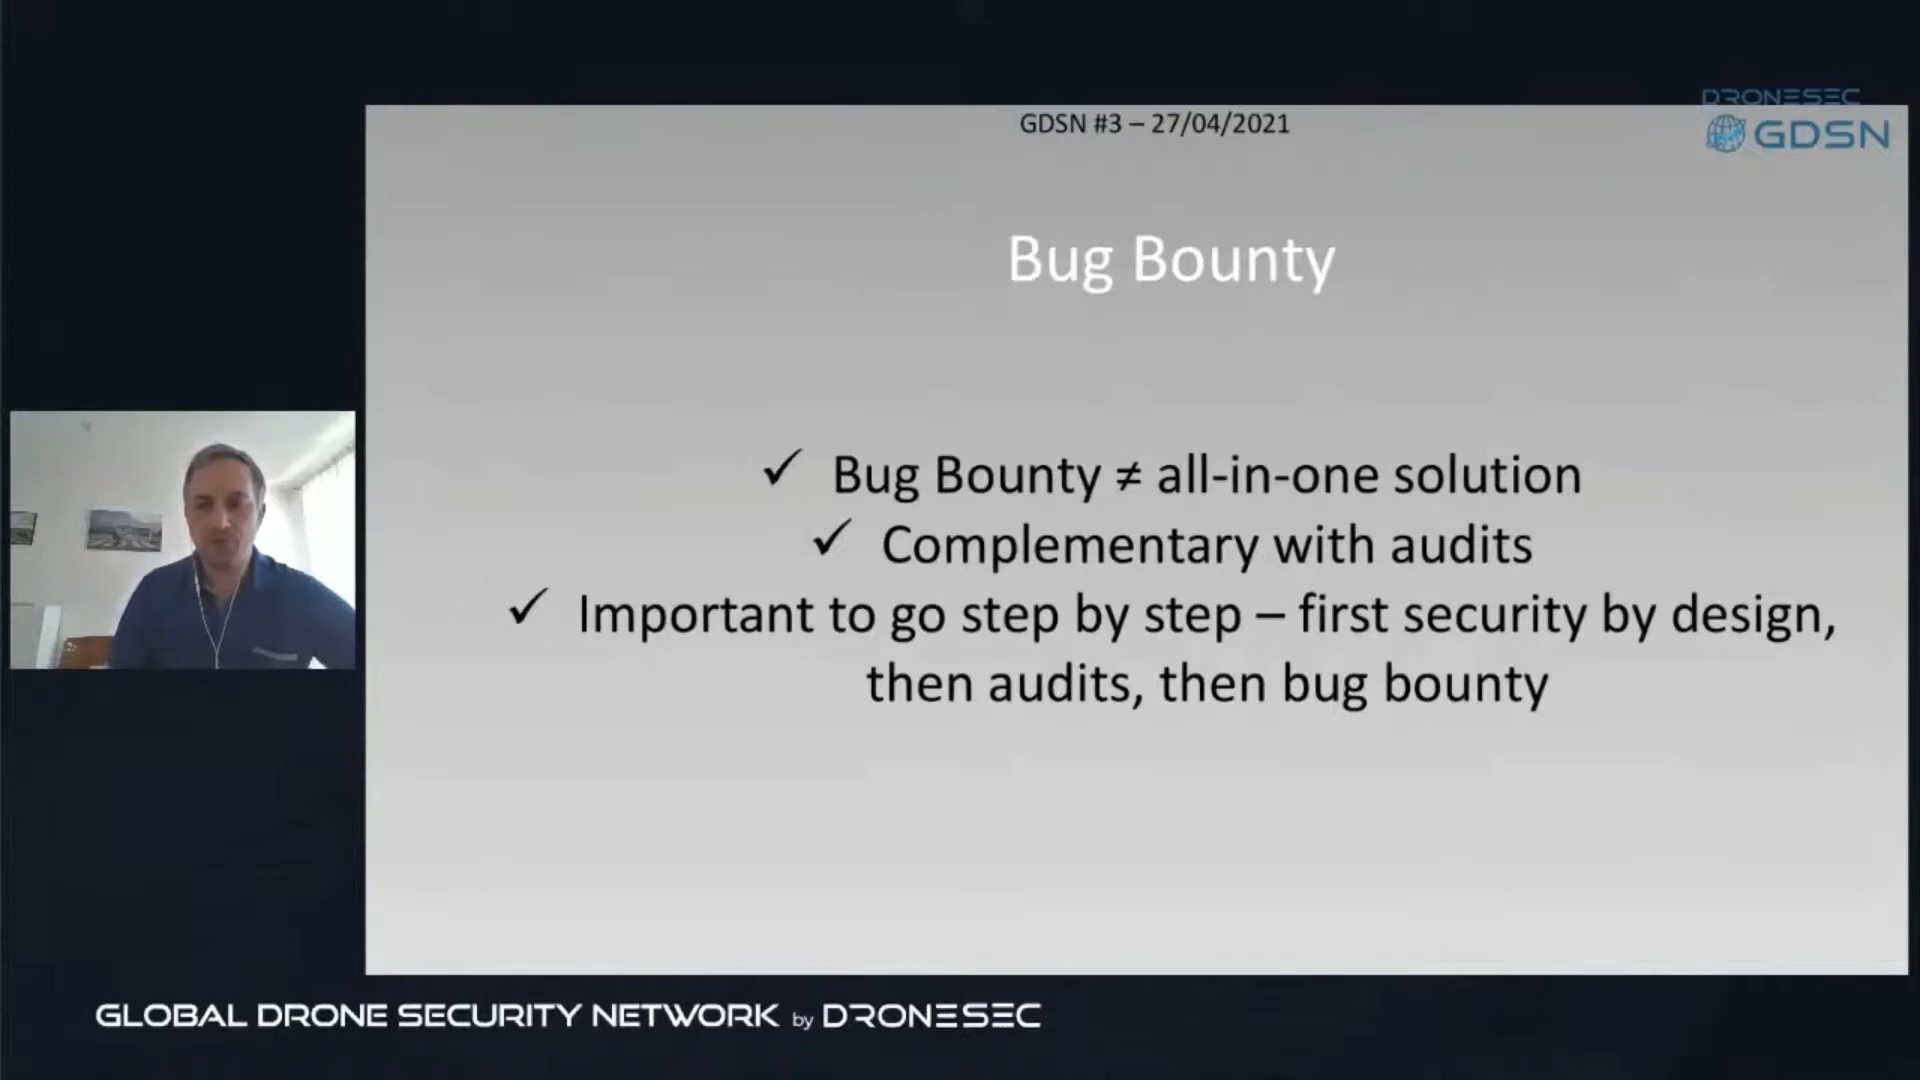 DRONESEC
GDSN #3 – 27/04/2021
GDSN
Bug Bounty
✓ Bug Bounty ≠ all-in-one solution
✓ Complementary with audits
✓ Important to go step by step – first security by design,
then audits, then bug bounty
GLOBAL DRONE SECURITY NETWORK by DRONESEC